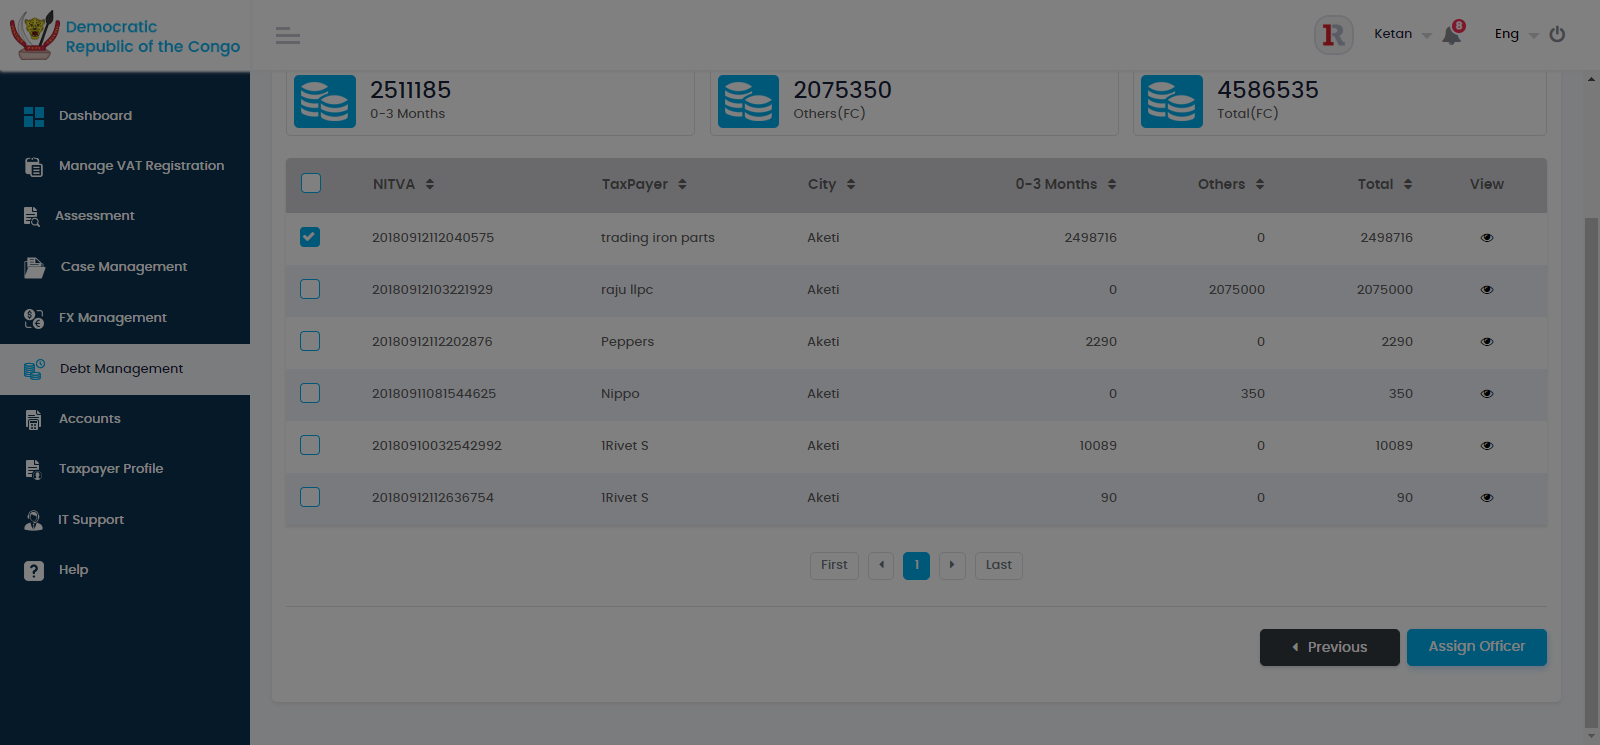 Democratic
Republic of the Congo
1R
Ketan
8
Eng
Dashboard
Manage VAT Registration
Assessment
Case Management
FX Management
Debt Management
Accounts
Taxpayer Profile
IT Support
Help
2511185
0-3 Months
2075350
Others(FC)
4586535
Total(FC)
NITVA TaxPayer City 0-3 Months Others Total View
20180912112040575 trading iron parts Aketi 2498716 0 2498716
20180912103221929 raju llpc Aketi 0 2075000 2075000
20180912112202876 Peppers Aketi 2290 0 2290
20180911081544625 Nippo Aketi 0 350 350
20180910032542992 1Rivet S Aketi 10089 0 10089
20180912112636754 1Rivet S Aketi 90 0 90
First 1 Last
Previous Assign Officer